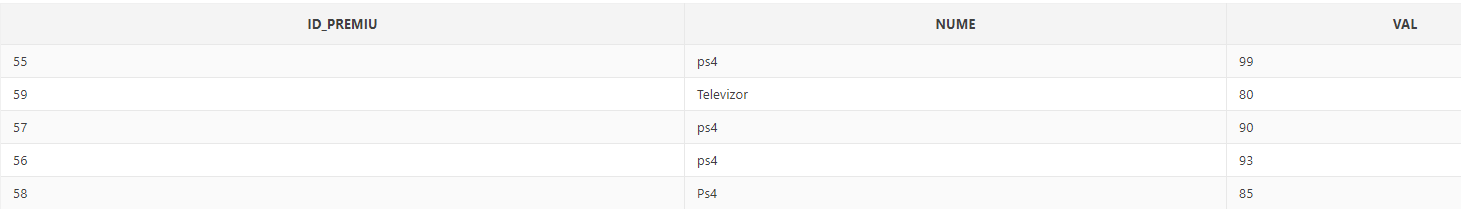 ID_PREMIU NUME VAL
55 ps4 99
59 Televizor 80
57 ps4 90
56 ps4 93
58 Ps4 85